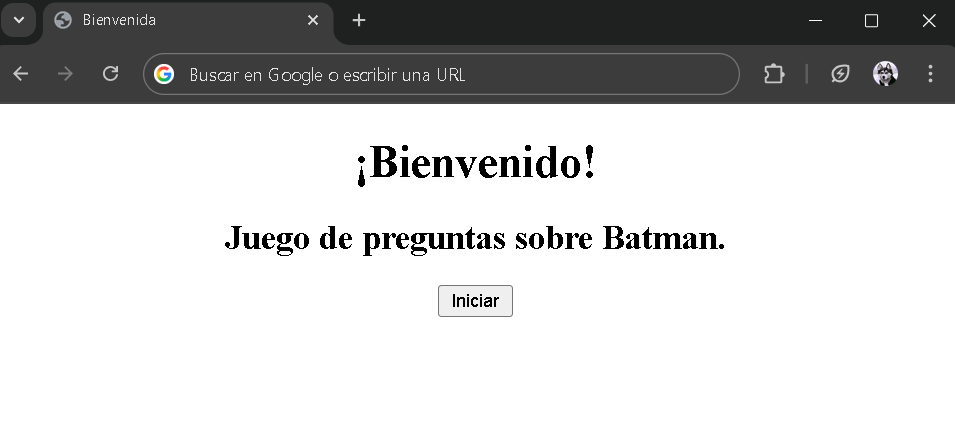 Bienvenida
Buscar en Google o escribir una URL
¡Bienvenido!
Juego de preguntas sobre Batman.
Iniciar